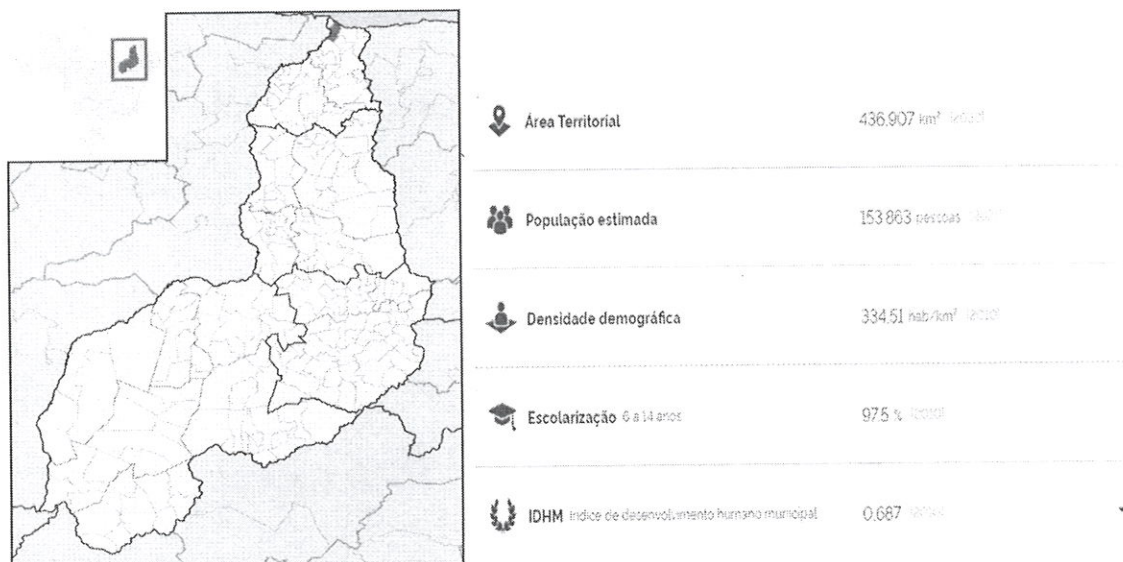 Área Territorial 436.907 km²
População estimada 153.863 pessoas
Densidade demográfica 334,51 hab/km²
Escolarização 6 a 14 anos 97,5 %
IDHM Índice de desenvolvimento humano municipal 0,687